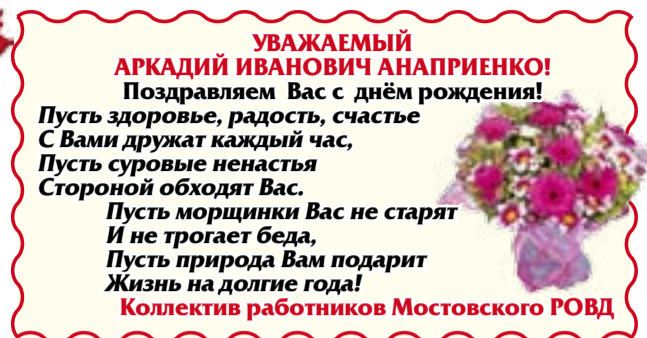 УВАЖАЕМЫЙ
АРКАДИЙ ИВАНОВИЧ АНАПРИЕНКО!
Поздравляем Вас с днём рождения!
Пусть здоровье, радость, счастье
С Вами дружат каждый час,
Пусть суровые ненастья
Стороной обходят Вас.
Пусть морщинки Вас не старят
И не трогает беда,
Пусть природа Вам подарит
Жизнь на долгие года!
Коллектив работников Мостовского РОВД